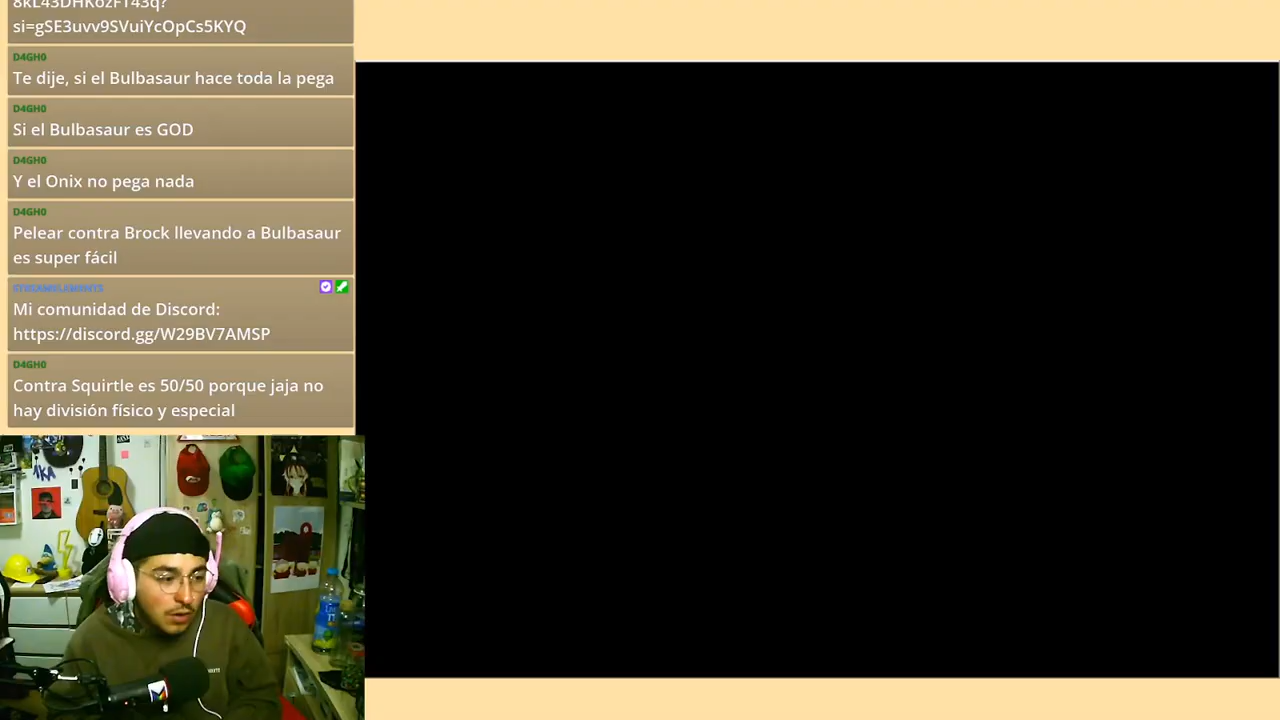 si=gSE3uvv9SVuiYcOpCs5KYQ
D4GH0
Te dije, si el Bulbasaur hace toda la pega
D4GH0
Si el Bulbasaur es GOD
D4GH0
Y el Onix no pega nada
D4GH0
Pelear contra Brock llevando a Bulbasaur
es super fácil
Mi comunidad de Discord:
https://discord.gg/W29BV7AMSP
D4GH0
Contra Squirtle es 50/50 porque jaja no
hay división físico y especial